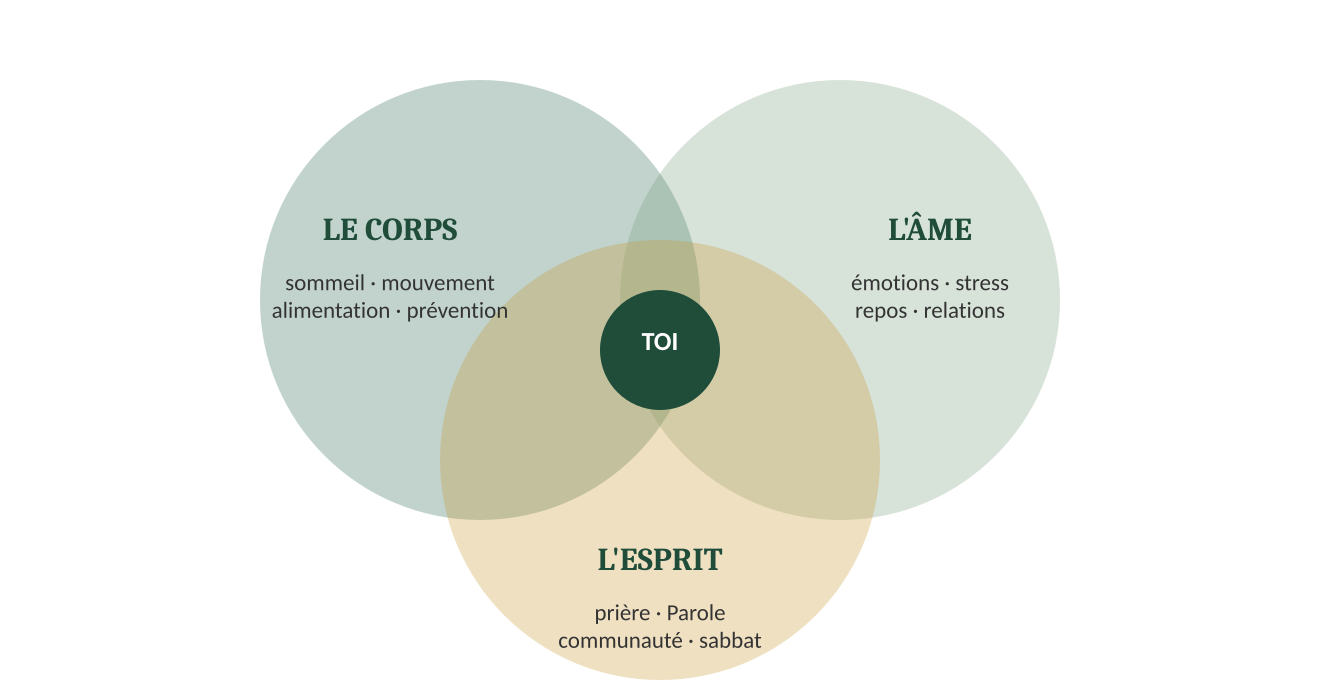 LE CORPS
sommeil · mouvement
alimentation · prévention
L'ÂME
émotions · stress
repos · relations
TOI
L'ESPRIT
prière · Parole
communauté · sabbat